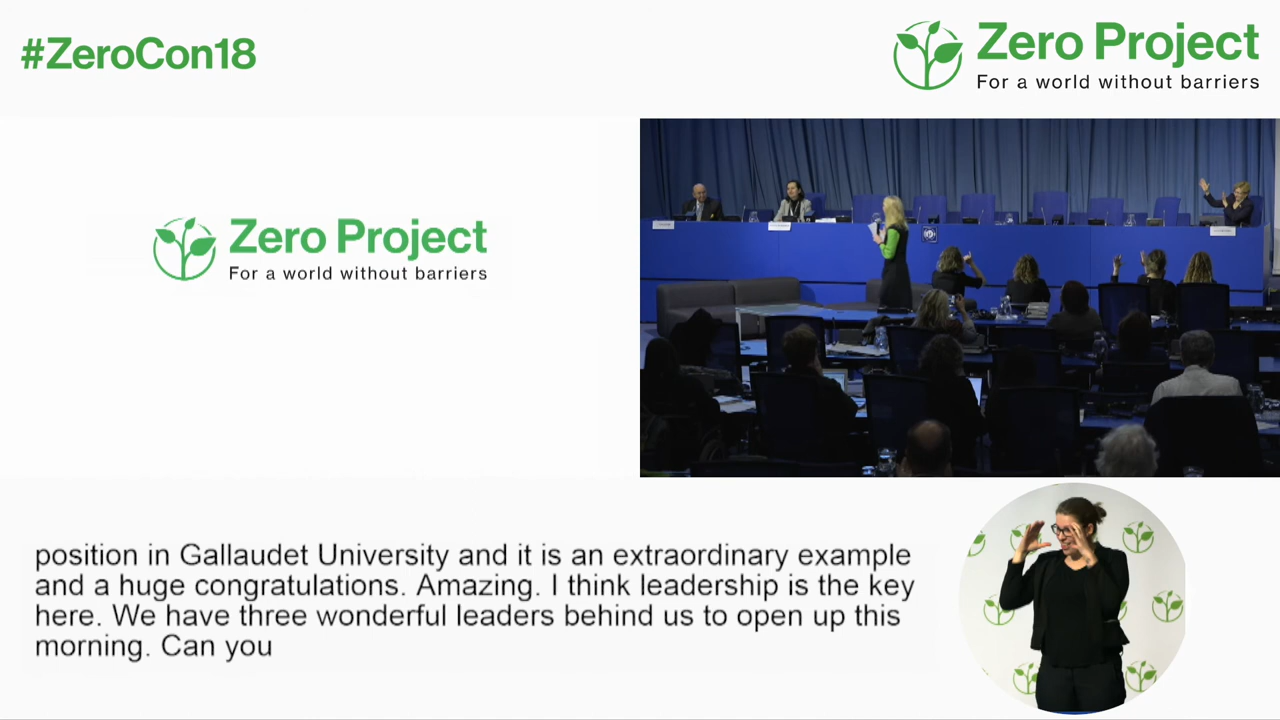 #ZeroCon18
Zero Project
For a world without barriers
Zero Project
For a world without barriers
position in Gallaudet University and it is an extraordinary example
and a huge congratulations. Amazing. I think leadership is the key
here. We have three wonderful leaders behind us to open up this
morning. Can you